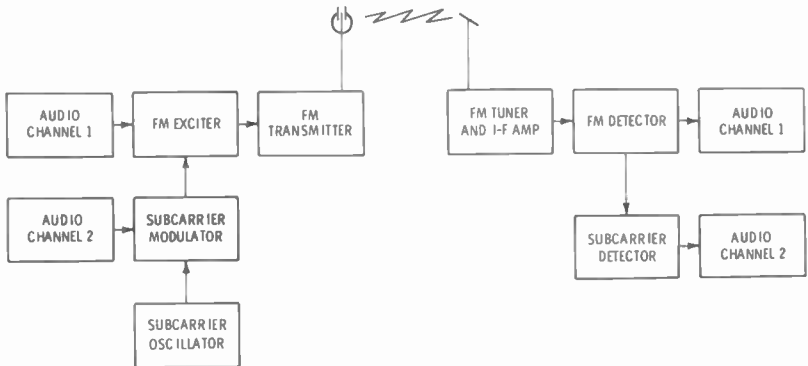 AUDIO
CHANNEL 1
FM EXCITER
FM
TRANSMITTER
FM TUNER
AND I-F AMP
FM DETECTOR
AUDIO
CHANNEL 1
AUDIO
CHANNEL 2
SUBCARRIER
MODULATOR
SUBCARRIER
DETECTOR
AUDIO
CHANNEL 2
SUBCARRIER
OSCILLATOR